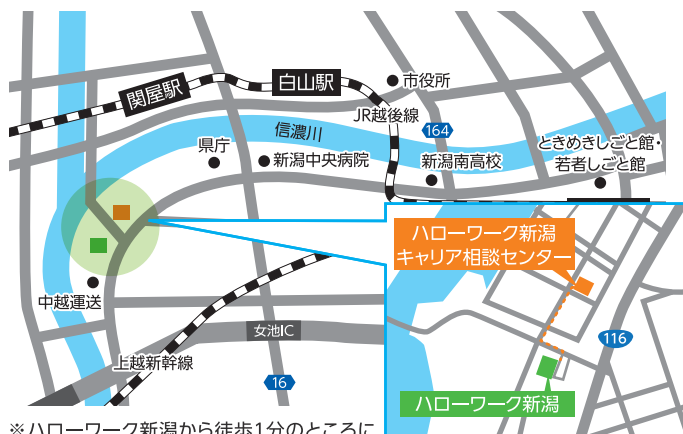 関屋駅
白山駅
市役所
JR越後線
信濃川
164
県庁
新潟中央病院
新潟南高校
ときめきしごと館・
若者しごと館
中越運送
上越新幹線
女池IC
16
ハローワーク新潟
キャリア相談センター
116
ハローワーク新潟
※ハローワーク新潟から徒歩1分のところに